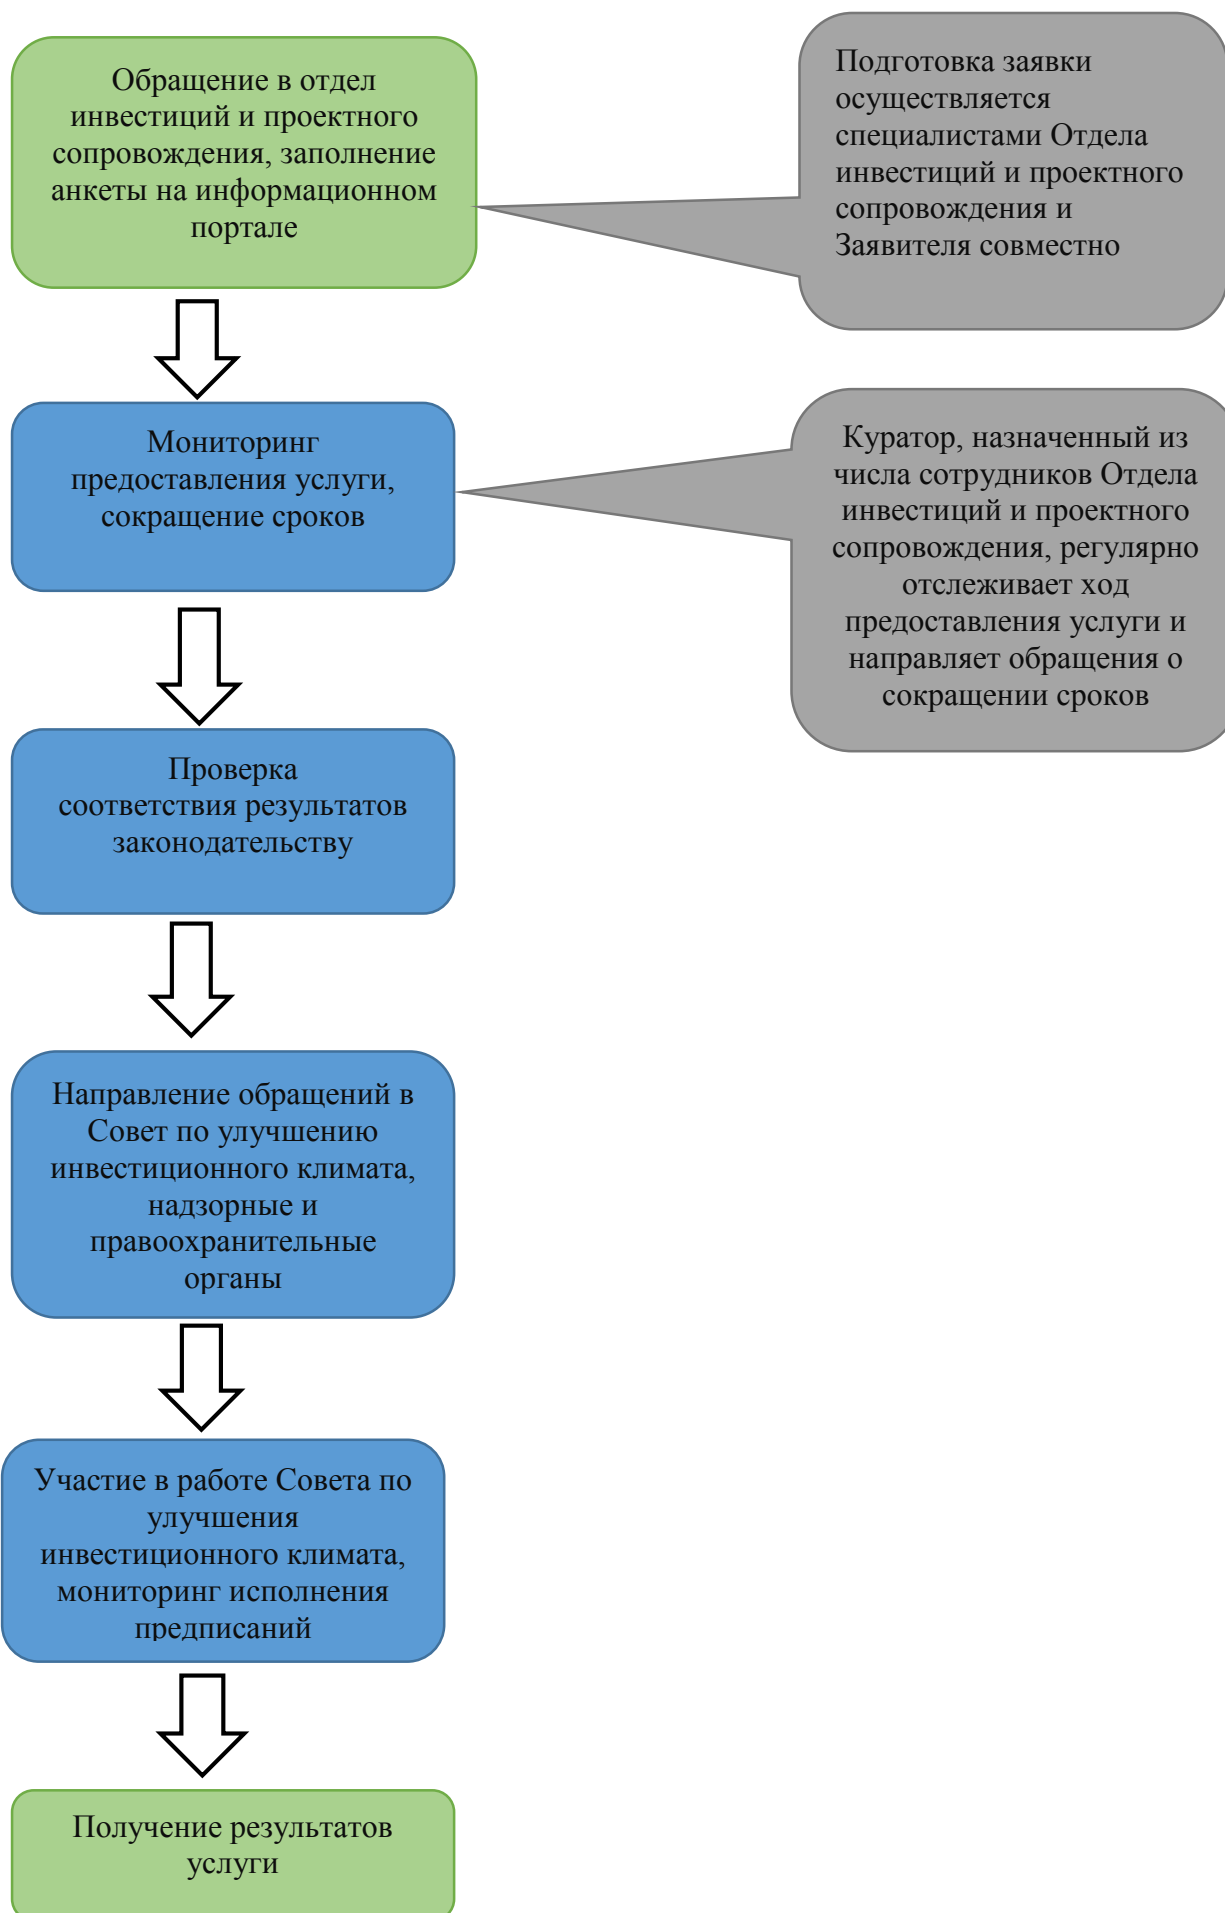 Обращение в отдел
инвестиций и проектного
сопровождения, заполнение
анкеты на информационном
портале
Подготовка заявки
осуществляется
специалистами Отдела
инвестиций и проектного
сопровождения и
Заявителя совместно
Мониторинг
предоставления услуги,
сокращение сроков
Куратор, назначенный из
числа сотрудников Отдела
инвестиций и проектного
сопровождения, регулярно
отслеживает ход
предоставления услуги и
направляет обращения о
сокращении сроков
Проверка
соответствия результатов
законодательству
Направление обращений в
Совет по улучшению
инвестиционного климата,
надзорные и
правоохранительные
органы
Участие в работе Совета по
улучшения
инвестиционного климата,
мониторинг исполнения
предписаний
Получение результатов
услуги